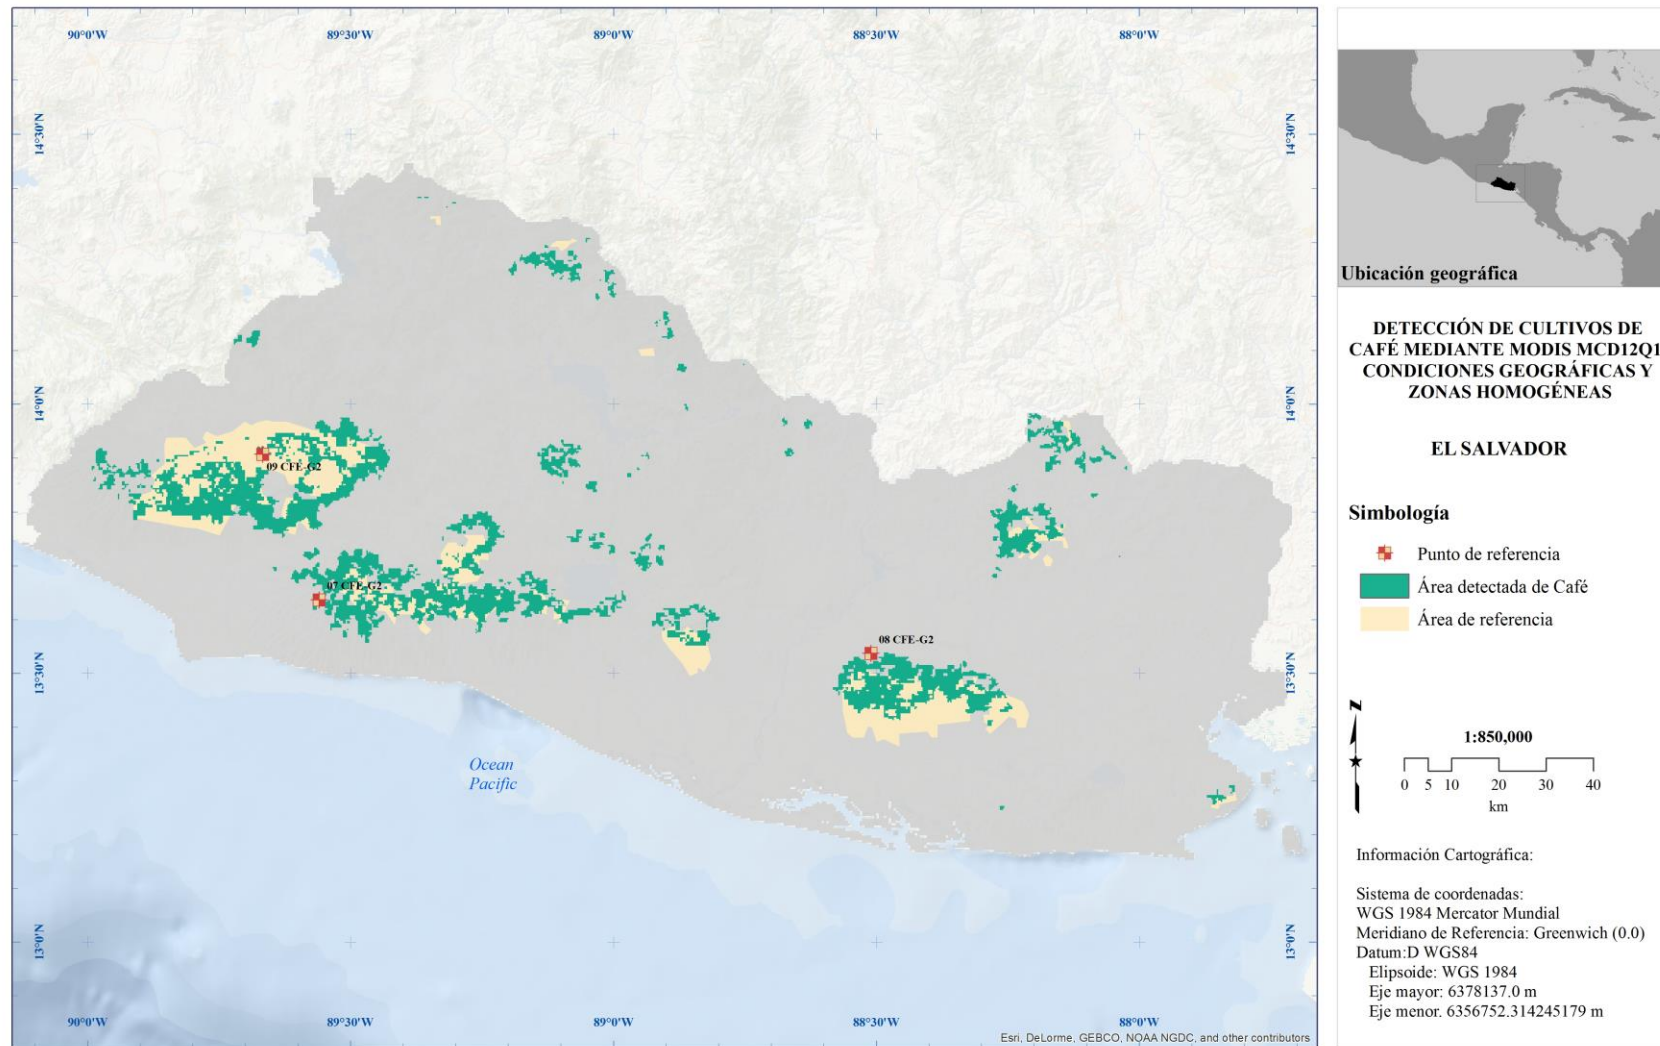 90°0'W 89°30'W 89°0'W 88°30'W 88°0'W
14°30'N 14°30'N
14°0'N 14°0'N
09 CFE-G2
07 CFE-G2
08 CFE-G2
13°30'N 13°30'N
Ocean
Pacific
13°0'N 13°0'N
90°0'W 89°30'W 89°0'W 88°30'W 88°0'W
Esri, DeLorme, GEBCO, NOAA NGDC, and other contributors
Ubicación geográfica
DETECCIÓN DE CULTIVOS DE
CAFÉ MEDIANTE MODIS MCD12Q1
CONDICIONES GEOGRÁFICAS Y
ZONAS HOMOGÉNEAS
EL SALVADOR
Simbología
Punto de referencia
Área detectada de Café
Área de referencia
N
1:850,000
0 5 10 20 30 40
km
Información Cartográfica:
Sistema de coordenadas:
WGS 1984 Mercator Mundial
Meridiano de Referencia: Greenwich (0.0)
Datum:D WGS84
Elipsoide: WGS 1984
Eje mayor: 6378137.0 m
Eje menor. 6356752.314245179 m